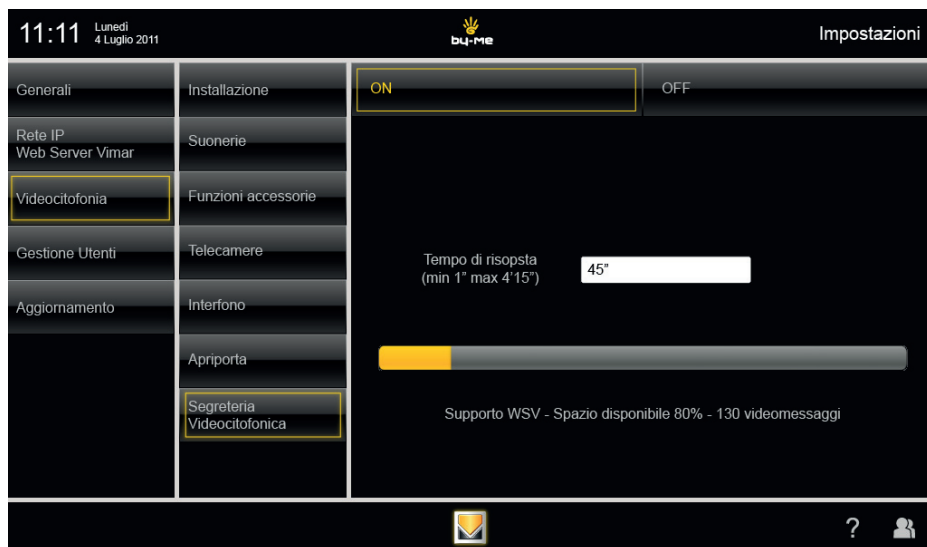 11:11
Lunedì
4 Luglio 2011
by-me
Impostazioni
Generali
Rete IP
Web Server Vimar
Videocitofonia
Gestione Utenti
Aggiornamento
Installazione
Suonerie
Funzioni accessorie
Telecamere
Interfono
Apriporta
Segreteria
Videocitofonica
ON
OFF
Tempo di risopsta
(min 1” max 4’15”)
45”
Supporto WSV - Spazio disponibile 80% - 130 videomessaggi
?